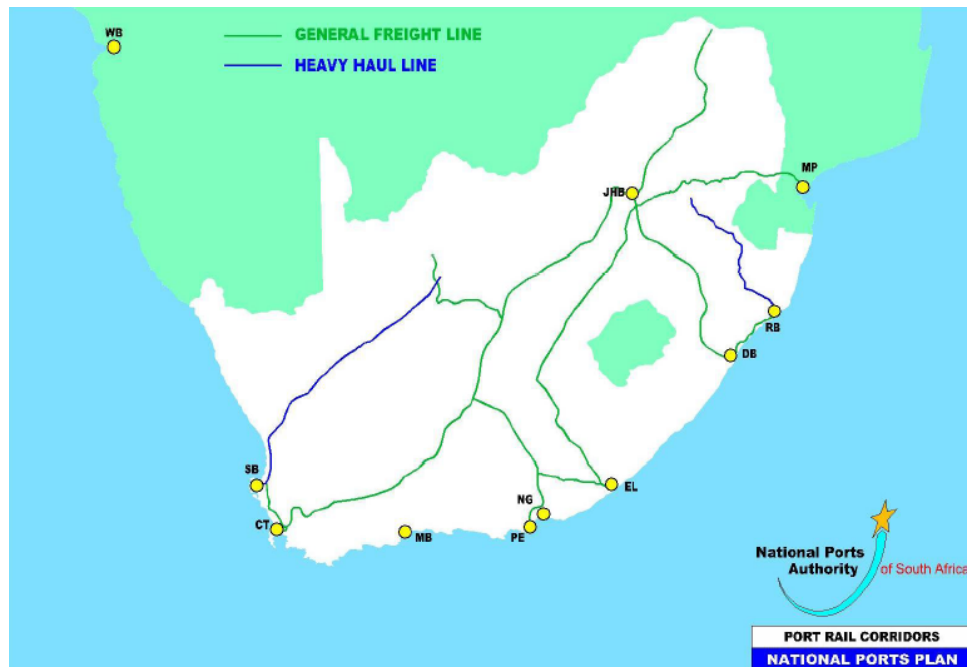 WB
GENERAL FREIGHT LINE
HEAVY HAUL LINE
MP
JHB
RB
DB
SB
EL
NG
CT
MB
PE
National Ports
Authority
of South Africa
PORT RAIL CORRIDORS
NATIONAL PORTS PLAN